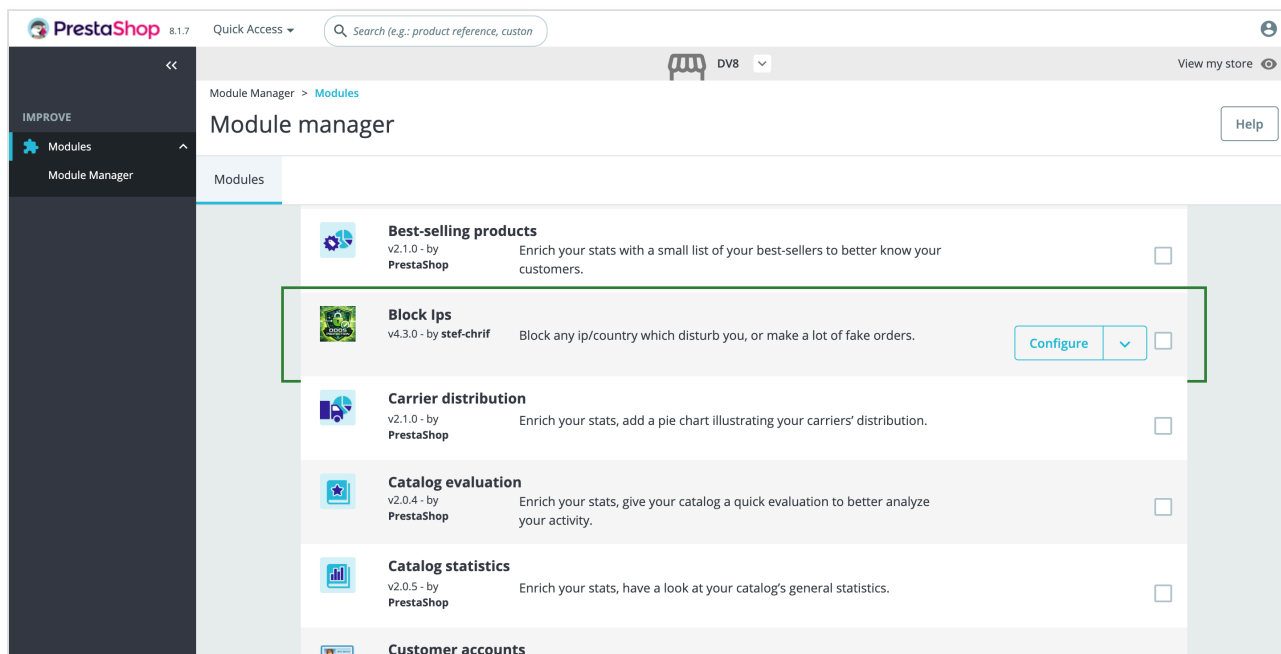 PrestaShop 8.1.7 Quick Access Search (e.g.: product reference, custon
DV8 View my store
Module Manager > Modules
IMPROVE
Module manager
Help
Modules
Module Manager
Modules
Best-selling products
v2.1.0 - by
PrestaShop
Enrich your stats with a small list of your best-sellers to better know your
customers.
Block Ips
v4.3.0 - by stef-chrif
Block any ip/country which disturb you, or make a lot of fake orders.
Configure
DDOS
Carrier distribution
v2.1.0 - by
PrestaShop
Enrich your stats, add a pie chart illustrating your carriers’ distribution.
Catalog evaluation
v2.0.4 - by
PrestaShop
Enrich your stats, give your catalog a quick evaluation to better analyze
your activity.
Catalog statistics
v2.0.5 - by
PrestaShop
Enrich your stats, have a look at your catalog’s general statistics.
Customer accounts